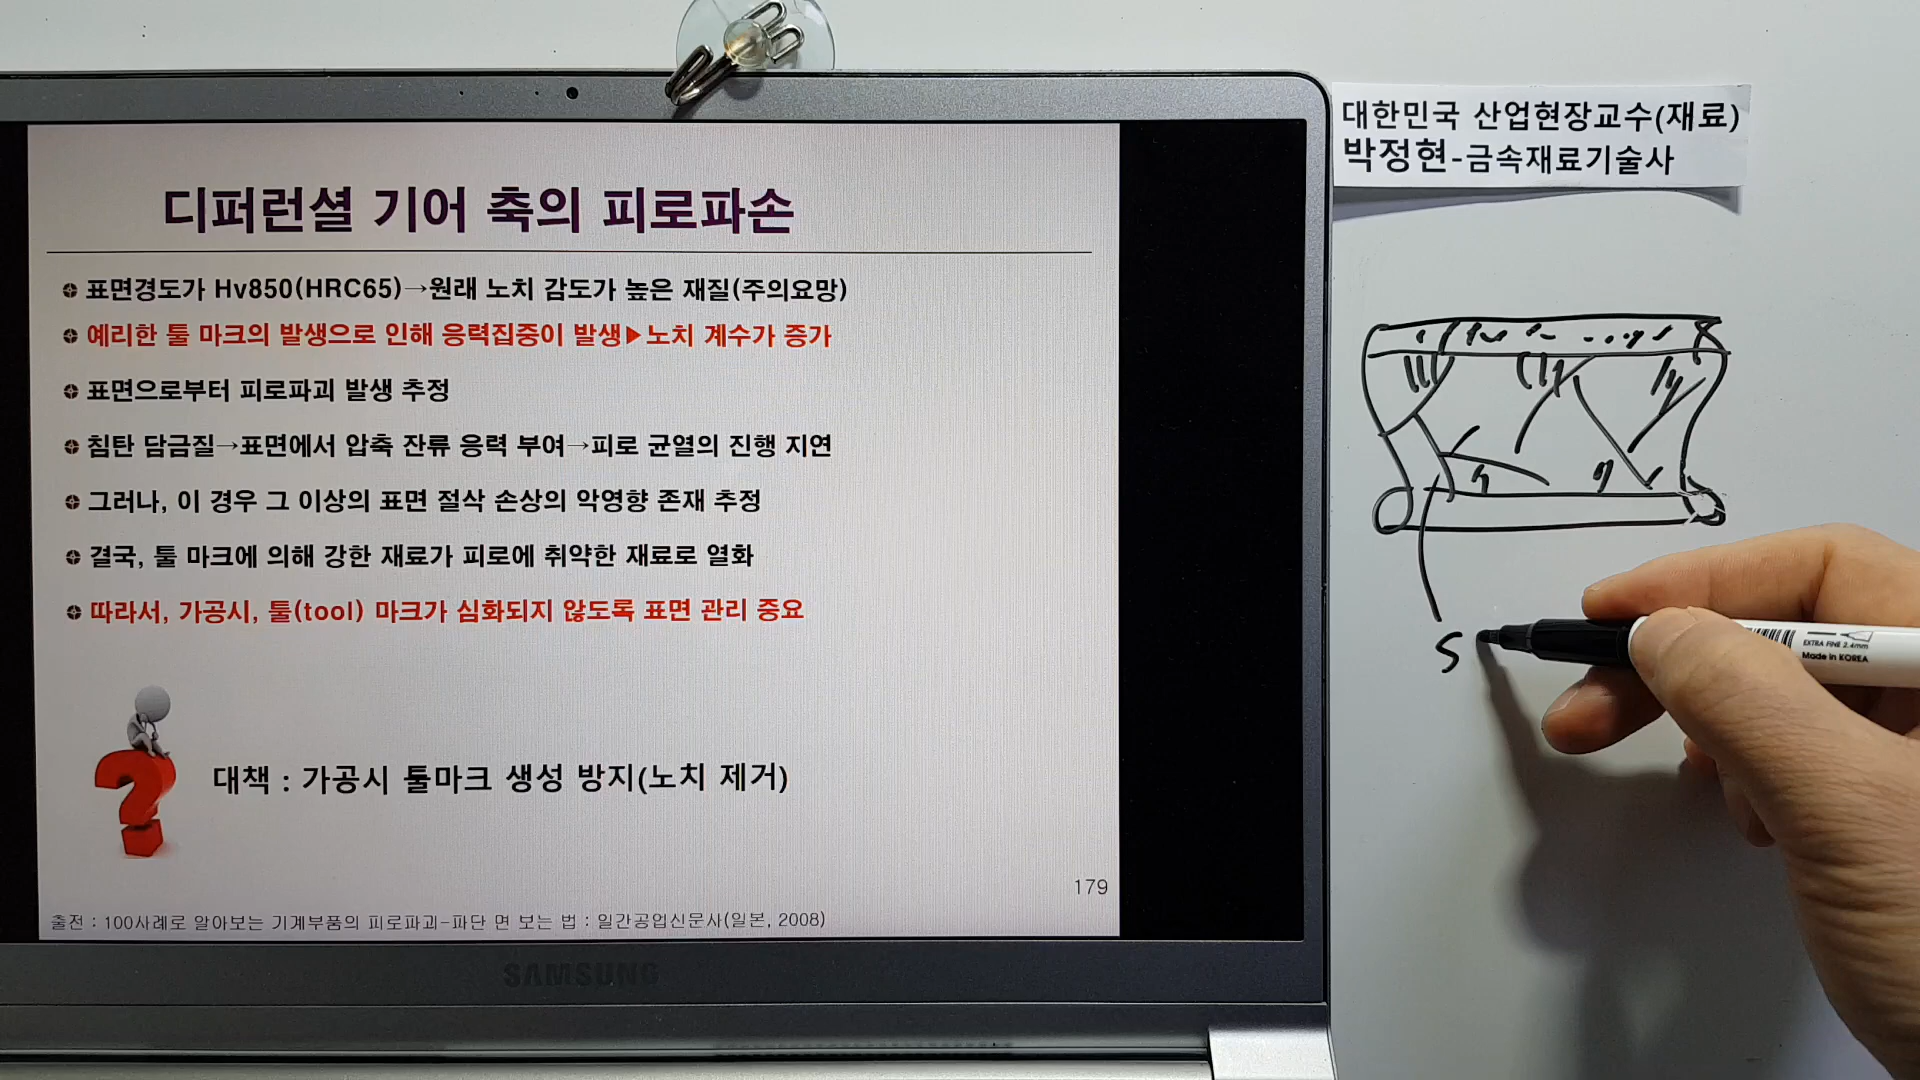 대한민국 산업현장교수(재료)
박정현-금속재료기술사
디퍼런셜 기어 축의 피로파손
표면경도가 Hv850(HRC65)→원래 노치 감도가 높은 재질(주의요망)
예리한 툴 마크의 발생으로 인해 응력집중이 발생▶노치 계수가 증가
표면으로부터 피로파괴 발생 추정
침탄 담금질→표면에서 압축 잔류 응력 부여→피로 균열의 진행 지연
그러나, 이 경우 그 이상의 표면 절삭 손상의 악영향 존재 추정
결국, 툴 마크에 의해 강한 재료가 피로에 취약한 재료로 열화
따라서, 가공시, 툴(tool) 마크가 심화되지 않도록 표면 관리 중요
대책 : 가공시 툴마크 생성 방지(노치 제거)
179
출전 : 100사례로 알아보는 기계부품의 피로파괴-파단 면 보는 법 : 일간공업신문사(일본, 2008)
SAMSUNG
S
EXTRA FINE 2.4mm
Made in KOREA